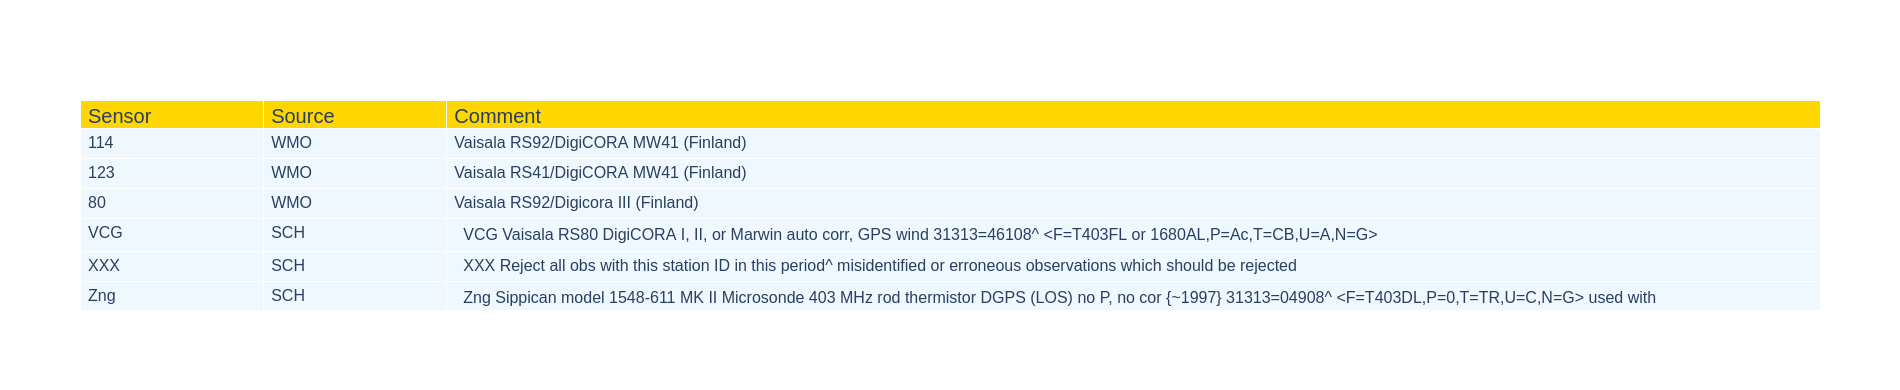 Sensor Source Comment
114 WMO Vaisala RS92/DigiCORA MW41 (Finland)
123 WMO Vaisala RS41/DigiCORA MW41 (Finland)
80 WMO Vaisala RS92/Digicora III (Finland)
VCG SCH VCG Vaisala RS80 DigiCORA I, II, or Marwin auto corr, GPS wind 31313=46108^ <F=T403FL or 1680AL,P=Ac,T=CB,U=A,N=G>
XXX SCH XXX Reject all obs with this station ID in this period^ misidentified or erroneous observations which should be rejected
Zng SCH Zng Sippican model 1548-611 MK II Microsonde 403 MHz rod thermistor DGPS (LOS) no P, no cor {~1997} 31313=04908^ <F=T403DL,P=0,T=TR,U=C,N=G> used with